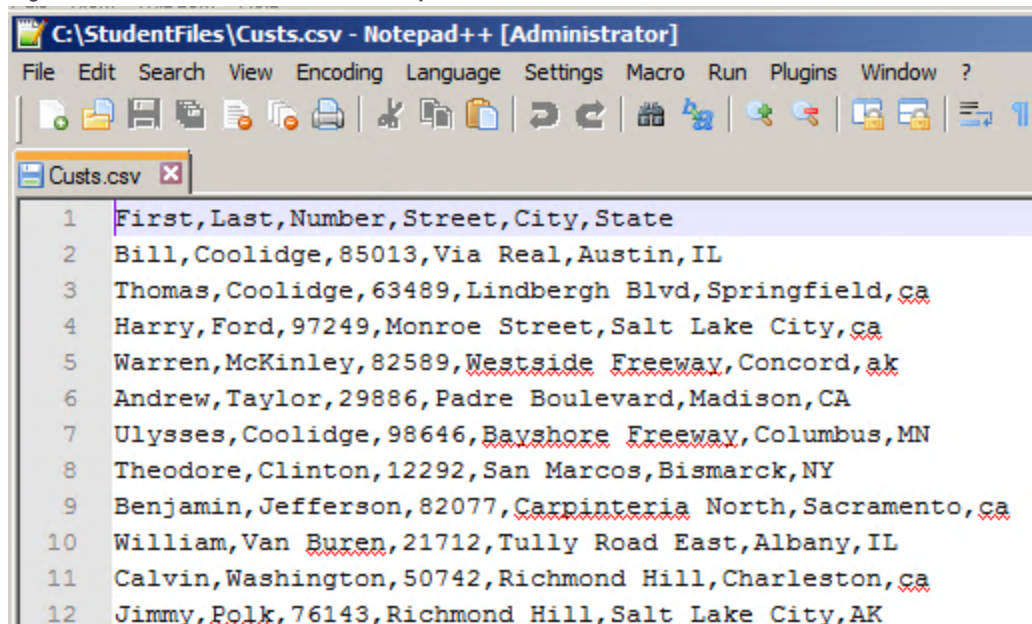 C:\StudentFiles\Custs.csv - Notepad++ [Administrator]
File Edit Search View Encoding Language Settings Macro Run Plugins Window ?
Custs.csv
1 First,Last,Number,Street,City,State
2 Bill,Coolidge,85013,Via Real,Austin,IL
3 Thomas,Coolidge,63489,Lindbergh Blvd,Springfield,ca
4 Harry,Ford,97249,Monroe Street,Salt Lake City,ca
5 Warren,McKinley,82589,Westside Freeway,Concord,ak
6 Andrew,Taylor,29886,Padre Boulevard,Madison,CA
7 Ulysses,Coolidge,98646,Bayshore Freeway,Columbus,MN
8 Theodore,Clinton,12292,San Marcos,Bismarck,NY
9 Benjamin,Jefferson,82077,Carpinteria North,Sacramento,ca
10 William,Van Buren,21712,Tully Road East,Albany,IL
11 Calvin,Washington,50742,Richmond Hill,Charleston,ca
12 Jimmy,Polk,76143,Richmond Hill,Salt Lake City,AK